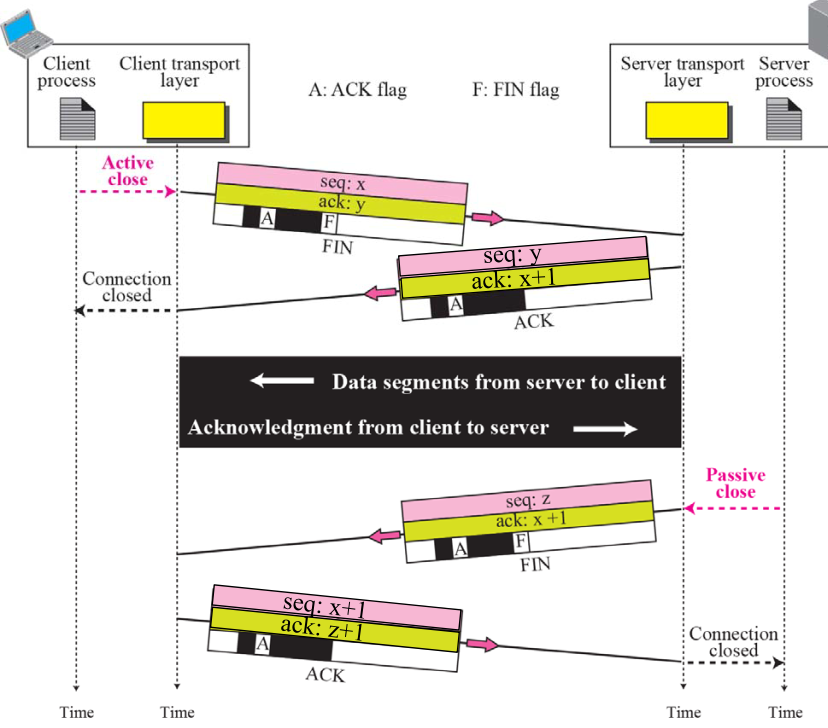 Client process
Client transport layer
A: ACK flag
F: FIN flag
Server transport layer
Server process
Active close
seq: x
ack: y
A
F
FIN
seq: y
ack: x+1
A
ACK
Connection closed
Data segments from server to client
Acknowledgment from client to server
Passive close
seq: z
ack: x +1
A
F
FIN
seq: x+1
ack: z+1
A
ACK
Connection closed
Time
Time
Time
Time